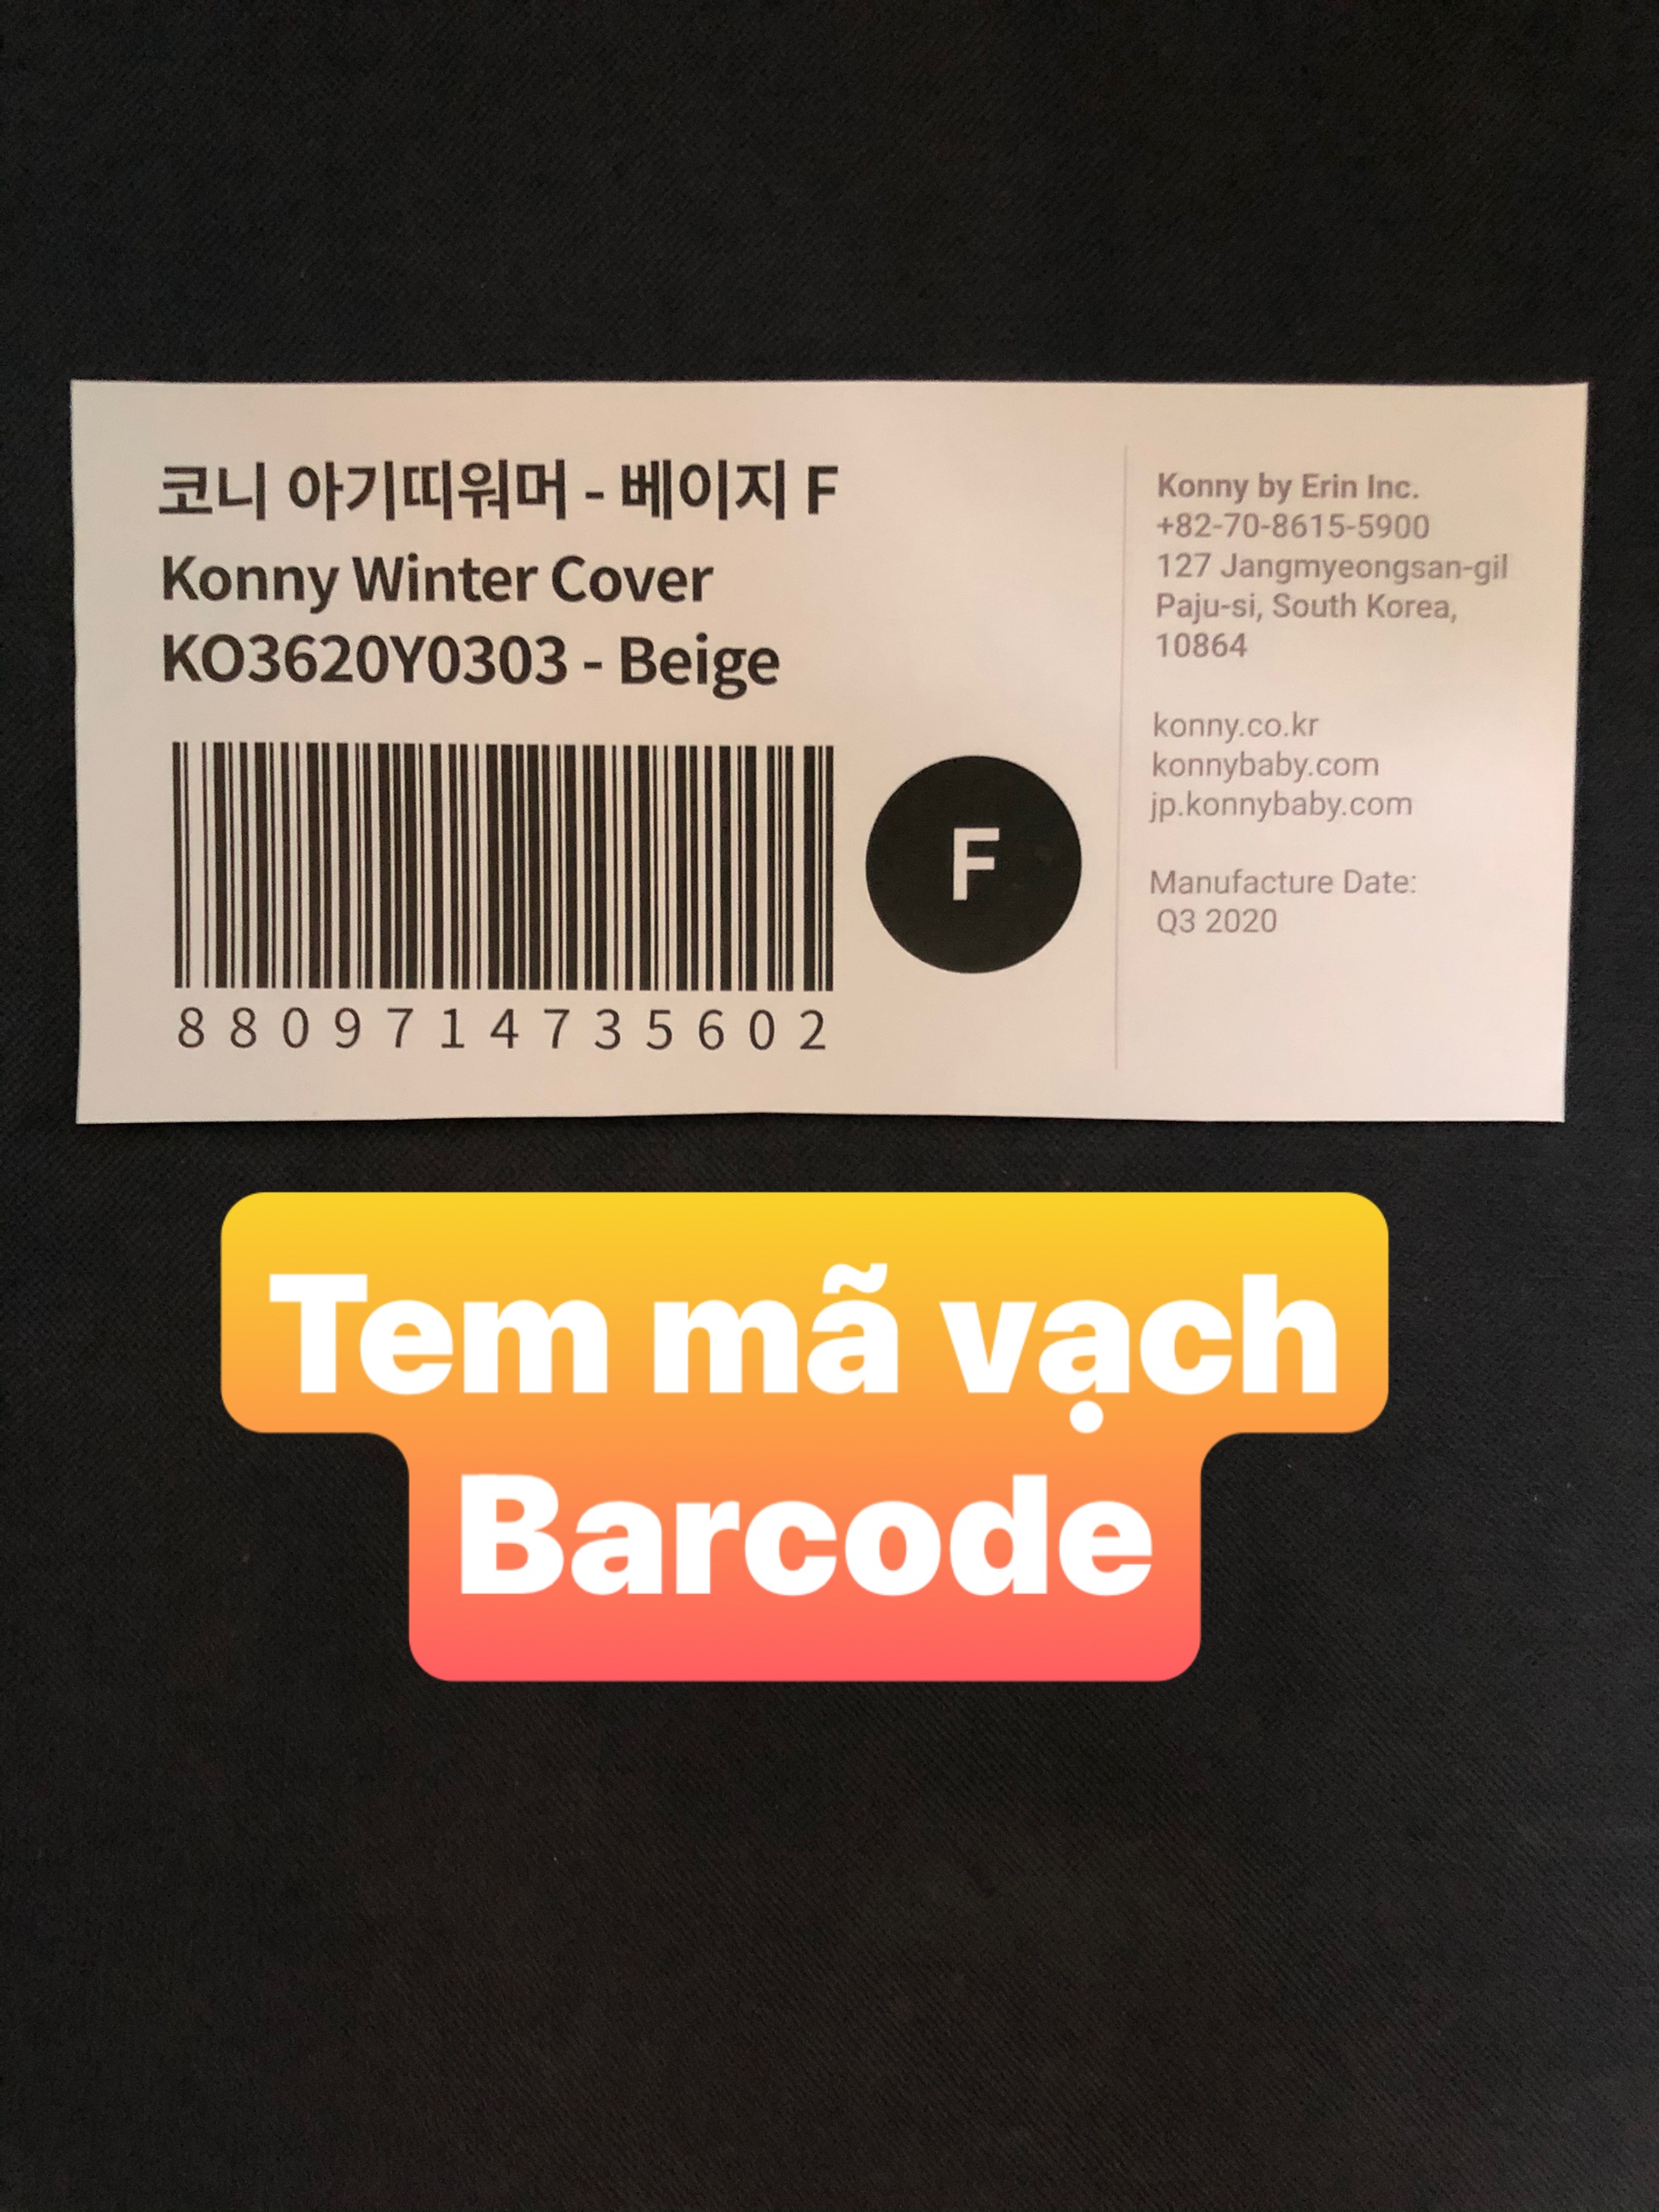 코니 아기띠워머 - 베이지 F
Konny Winter Cover
KO3620Y0303 - Beige
8809714735602
F
Konny by Erin Inc.
+82-70-8615-5900
127 Jangmyeongsan-gil
Paju-si, South Korea,
10864
konny.co.kr
konnybaby.com
jp.konnybaby.com
Manufacture Date:
Q3 2020
Tem mã vạch
Barcode